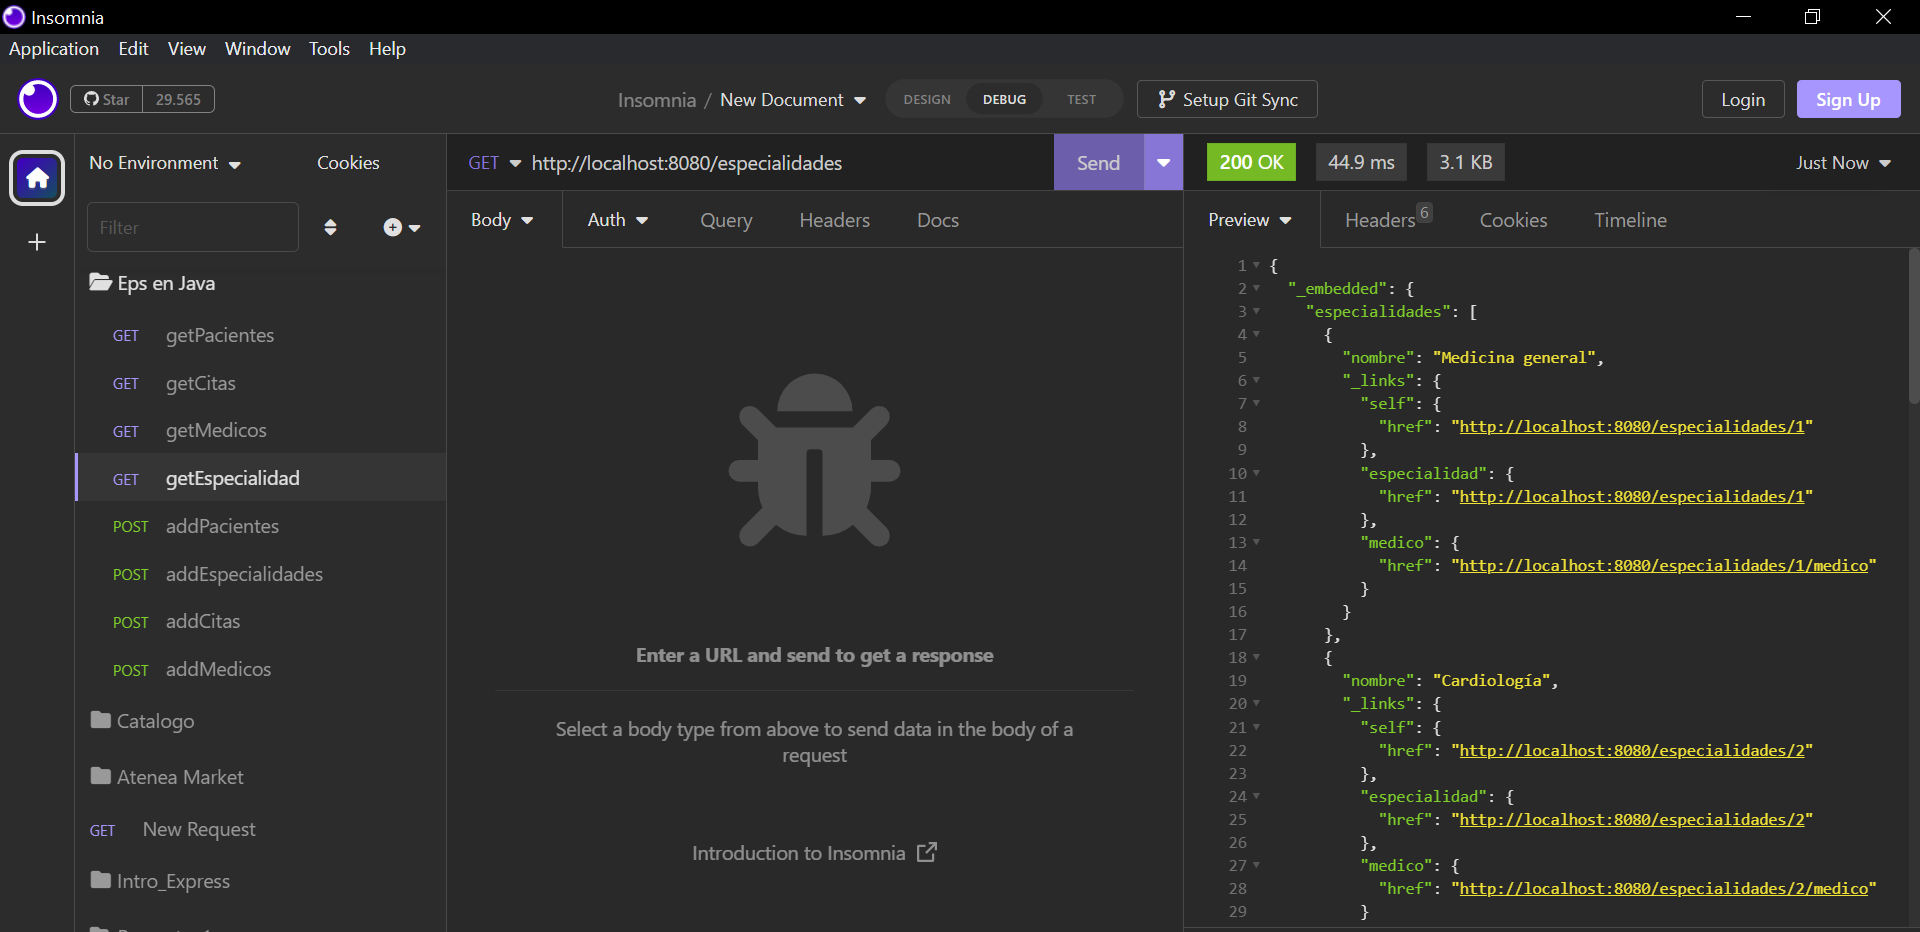 Insomnia
Application Edit View Window Tools Help
Star 29.565
Insomnia / New Document
DESIGN DEBUG TEST
Setup Git Sync
Login
Sign Up
No Environment
Cookies
Filter
Eps en Java
GET getPacientes
GET getCitas
GET getMedicos
GET getEspecialidad
POST addPacientes
POST addEspecialidades
POST addCitas
POST addMedicos
Catalogo
Atenea Market
GET New Request
Intro_Express
GET http://localhost:8080/especialidades
Send
Body Auth Query Headers Docs
Enter a URL and send to get a response
Select a body type from above to send data in the body of a
request
Introduction to Insomnia
200 OK 44.9 ms 3.1 KB
Just Now
Preview Headers 6 Cookies Timeline
1 {
2 "_embedded": {
3 "especialidades": [
4 {
5 "nombre": "Medicina general",
6 "_links": {
7 "self": {
8 "href": "http://localhost:8080/especialidades/1"
9 },
10 "especialidad": {
11 "href": "http://localhost:8080/especialidades/1"
12 },
13 "medico": {
14 "href": "http://localhost:8080/especialidades/1/medico"
15 }
16 }
17 },
18 {
19 "nombre": "Cardiología",
20 "_links": {
21 "self": {
22 "href": "http://localhost:8080/especialidades/2"
23 },
24 "especialidad": {
25 "href": "http://localhost:8080/especialidades/2"
26 },
27 "medico": {
28 "href": "http://localhost:8080/especialidades/2/medico"
29 }